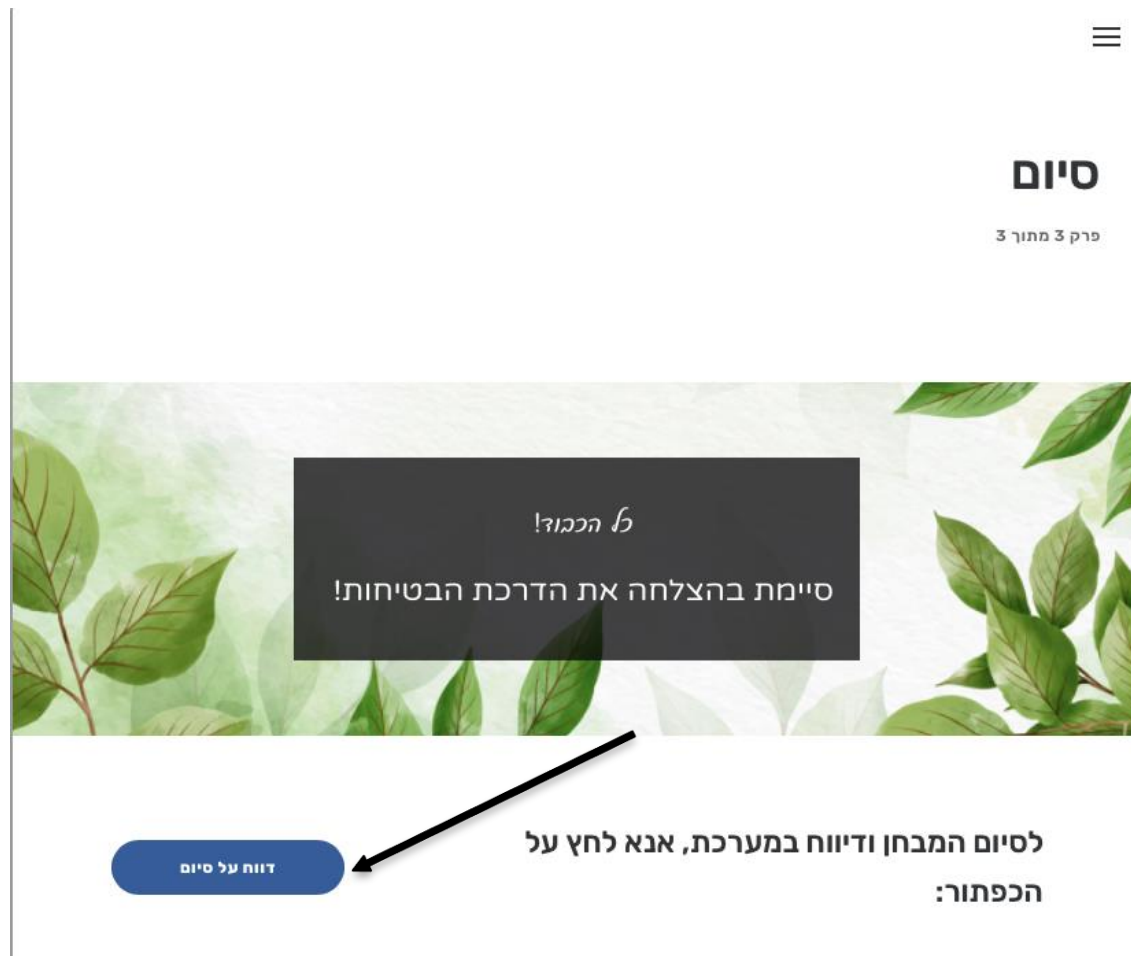 סיום
פרק 3 מתוך 3
כל הכבוד!
סיימת בהצלחה את הדרכת הבטיחות!
לסיום המבחן ודיווח במערכת, אנא לחץ על
הכפתור:
דווח על סיום